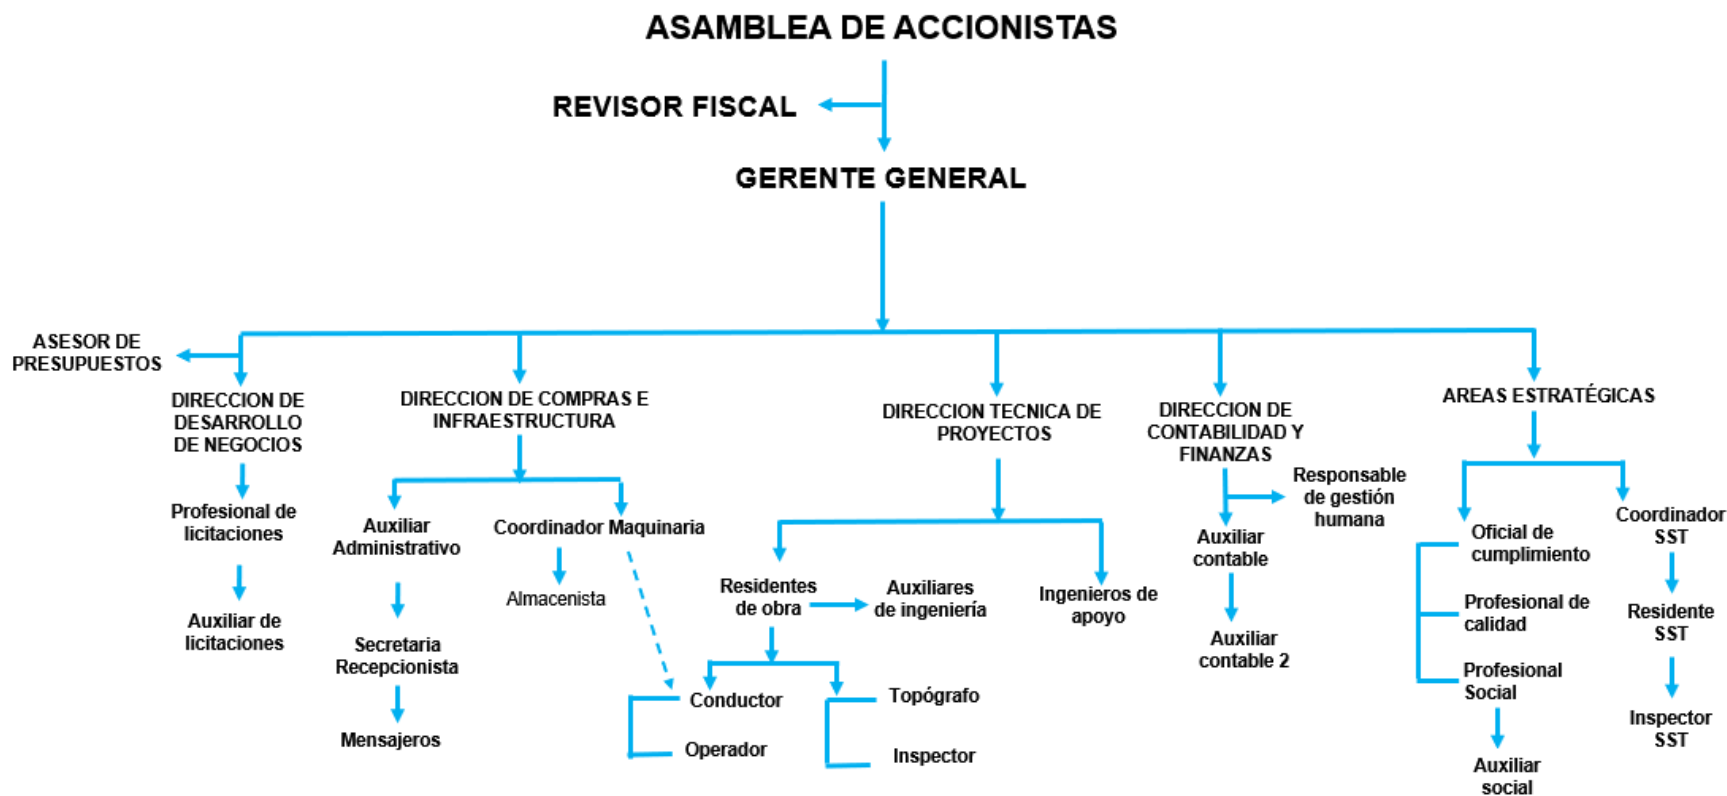 ASAMBLEA DE ACCIONISTAS
REVISOR FISCAL
GERENTE GENERAL
ASESOR DE
PRESUPUESTOS
DIRECCION DE
DESARROLLO
DE NEGOCIOS
Profesional de
licitaciones
Auxiliar de
licitaciones
DIRECCION DE COMPRAS E
INFRAESTRUCTURA
Auxiliar
Administrativo
Secretaria
Recepcionista
Mensajeros
Coordinador Maquinaria
Almacenista
DIRECCION TECNICA DE
PROYECTOS
Residentes
de obra
Auxiliares
de ingeniería
Ingenieros de
apoyo
Conductor
Operador
Topógrafo
Inspector
DIRECCION DE
CONTABILIDAD Y
FINANZAS
Responsable
de gestión
humana
Auxiliar
contable
Auxiliar
contable 2
AREAS ESTRATÉGICAS
Oficial de
cumplimiento
Profesional de
calidad
Profesional
Social
Auxiliar
social
Coordinador
SST
Residente
SST
Inspector
SST